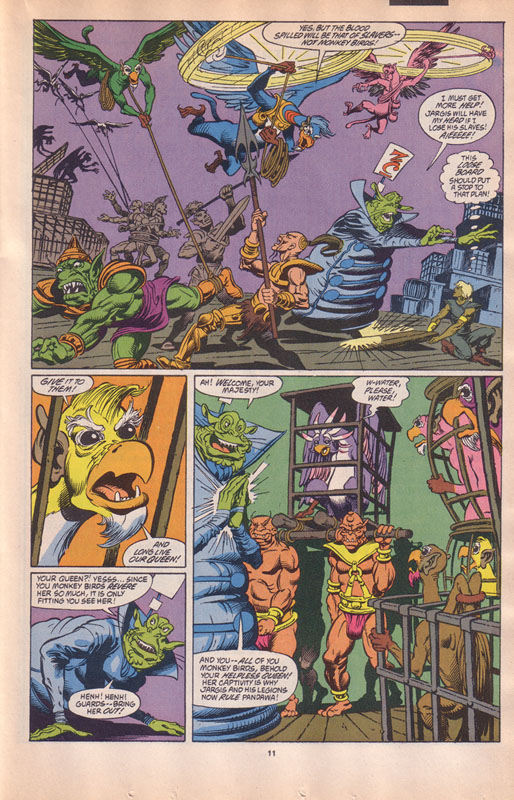 YES, BUT THE BLOOD
SPILLED WILL BE THAT OF SLAVERS--
NOT MONKEY BIRDS!
I MUST GET
MORE HELP!
JARGIS WILL HAVE
MY HEAD IF I
LOSE HIS SLAVES!
AIEEEE!
THIS
LOOSE
BOARD
SHOULD PUT
A STOP TO
THAT PLAN!
GIVE IT TO
THEM!
AND
LONG LIVE
OUR QUEEN!
AH! WELCOME, YOUR
MAJESTY!
W-WATER,
PLEASE,
WATER!
YOUR QUEEN?! YESSS... SINCE
YOU MONKEY BIRDS REVERE
HER SO MUCH, IT IS ONLY
FITTING YOU SEE HER!
HENH! HENH!
GUARDS--BRING
HER OUT!
AND YOU--ALL OF YOU
MONKEY BIRDS, BEHOLD
YOUR HELPLESS QUEEN!
HER CAPTIVITY IS WHY
JARGIS AND HIS LEGIONS
NOW RULE PANDAWA!
11